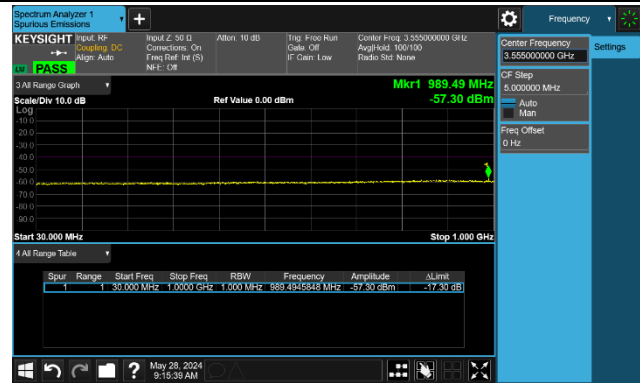 Spectrum Analyzer 1
Spurious Emissions
Frequency
KEYSIGHT Input: RF Input Z: 50 Ω Atten: 10 dB Trig: Free Run Center Freq: 3.555000000 GHz
Coupling: DC Corrections: On Gate: Off Avg|Hold: 100/100
Align: Auto Freq Ref: Int (S) IF Gain: Low Radio Std: None
NFE: Off
PASS
3 All Range Graph
Mkr1 989.49 MHz
Scale/Div 10.0 dB Ref Value 0.00 dBm -57.30 dBm
Log
-10.0
-20.0
-30.0
-40.0
-50.0
-60.0
-70.0
-80.0
-90.0
Start 30.000 MHz Stop 1.000 GHz
4 All Range Table
Spur Range Start Freq Stop Freq RBW Frequency Amplitude ΔLimit
1 1 30.000 MHz 1.0000 GHz 1.000 MHz 989.4945848 MHz -57.30 dBm -17.30 dB
May 28, 2024
9:15:39 AM
Center Frequency
3.555000000 GHz
Settings
CF Step
5.000000 MHz
Auto
Man
Freq Offset
0 Hz